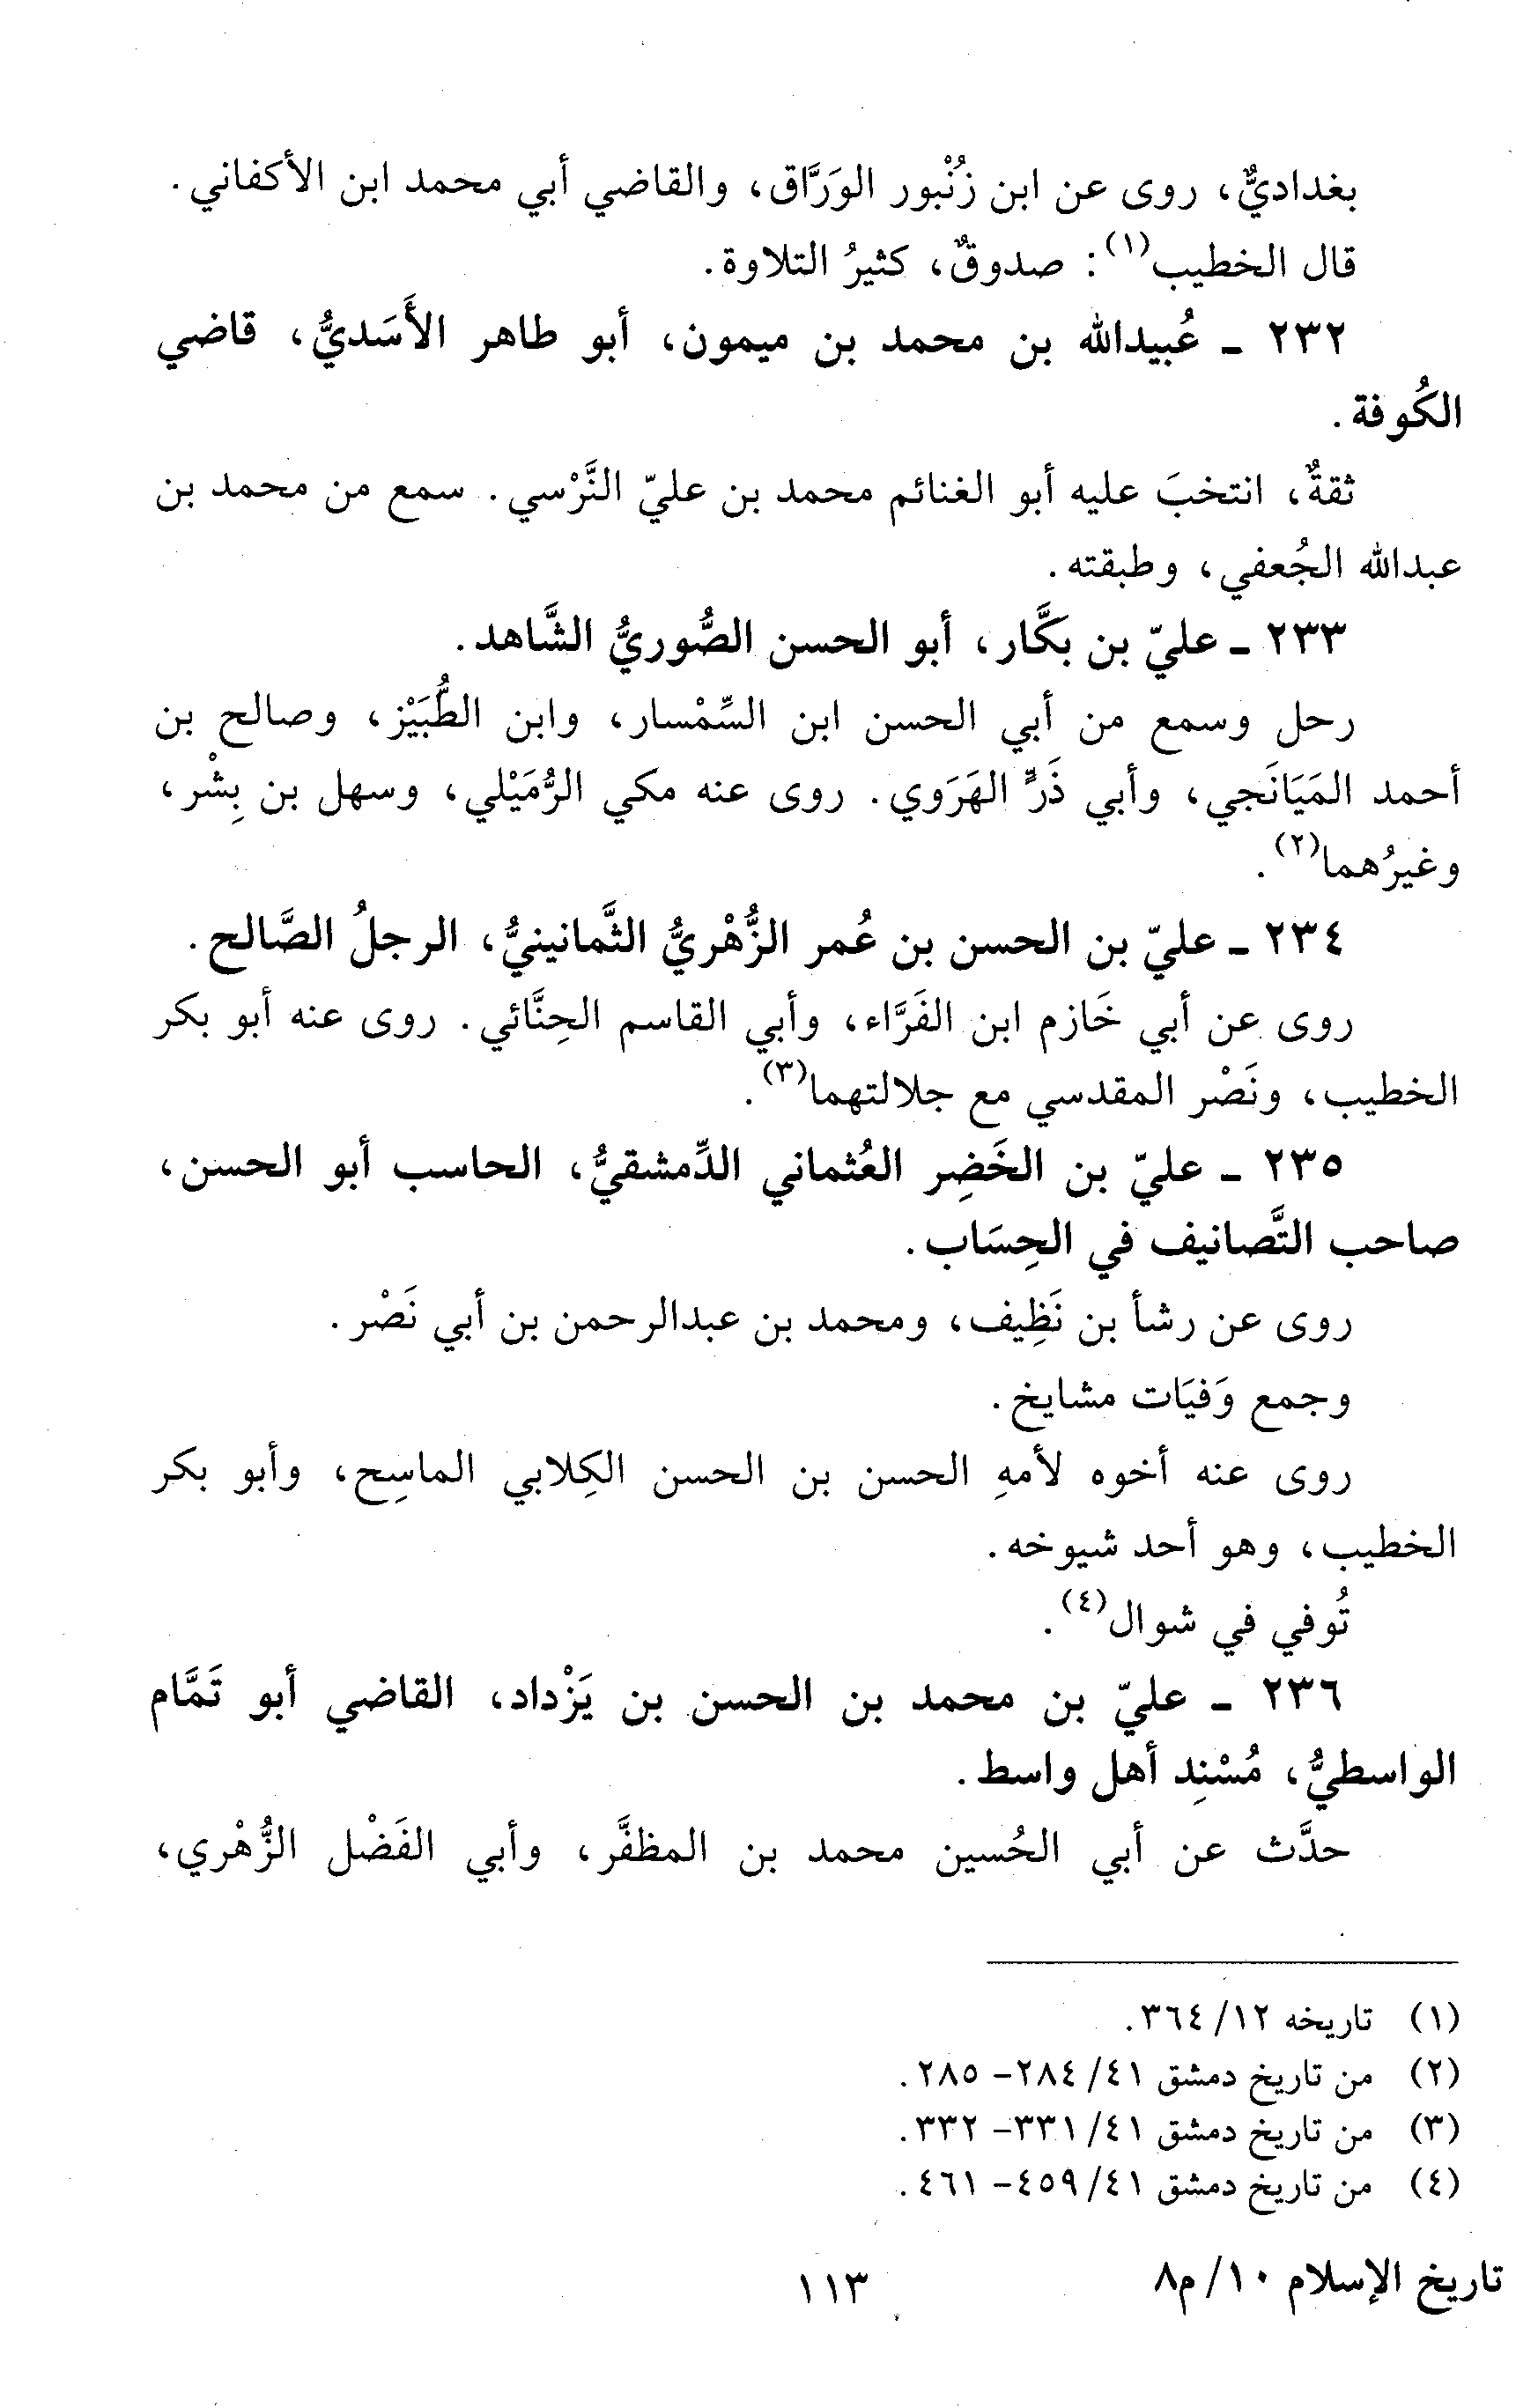 بغداديٌّ، روى عن ابن زُنْبور الوَرَّاق، والقاضي أبي محمد ابن الأكفاني.
قال الخطيب(١): صدوقٌ، كثيرُ التلاوة.
٢٣٢ ـ عُبيدالله بن محمد بن ميمون، أبو طاهر الأَسَديُّ، قاضي
الكُوفة.
ثقةٌ، انتخبَ عليه أبو الغنائم محمد بن عليّ النَّرْسي. سمع من محمد بن
عبدالله الجُعفي، وطبقته.
٢٣٣ ـ عليّ بن بكَّار، أبو الحسن الصُّوريُّ الشَّاهد.
رحل وسمع من أبي الحسن ابن السِّمْسار، وابن الطُّبَيْز، وصالح بن
أحمد المَيَانَجي، وأبي ذَرٍّ الهَرَوي. روى عنه مكي الرُّمَيْلي، وسهل بن بِشْر،
وغيرُهما(٢).
٢٣٤ ـ عليّ بن الحسن بن عُمر الزُّهْريُّ الثَّمانينيُّ، الرجلُ الصَّالح.
روى عن أبي خَازم ابن الفَرَّاء، وأبي القاسم الحِنَّائي. روى عنه أبو بكر
الخطيب، ونَصْر المقدسي مع جلالتهما(٣).
٢٣٥ ـ عليّ بن الخَضِر العُثماني الدِّمشقيُّ، الحاسب أبو الحسن،
صاحب التَّصانيف في الحِسَاب.
روى عن رشأ بن نَظِيف، ومحمد بن عبدالرحمن بن أبي نَصْر.
وجمع وَفيَات مشايخ.
روى عنه أخوه لأمهِ الحسن بن الحسن الكِلابي الماسِح، وأبو بكر
الخطيب، وهو أحد شيوخه.
تُوفي في شوال(٤).
٢٣٦ ـ عليّ بن محمد بن الحسن بن يَزْداد، القاضي أبو تَمَّام
الواسطيُّ، مُسْنِد أهل واسط.
حدَّث عن أبي الحُسين محمد بن المظفَّر، وأبي الفَضْل الزُّهْري،
(١) تاريخه ١٢/ ٣٦٤.
(٢) من تاريخ دمشق ٤١/ ٢٨٤- ٢٨٥.
(٣) من تاريخ دمشق ٤١/ ٣٣١- ٣٣٢.
(٤) من تاريخ دمشق ٤١/ ٤٥٩- ٤٦١.
تاريخ الإسلام ١٠/ م٨
١١٣